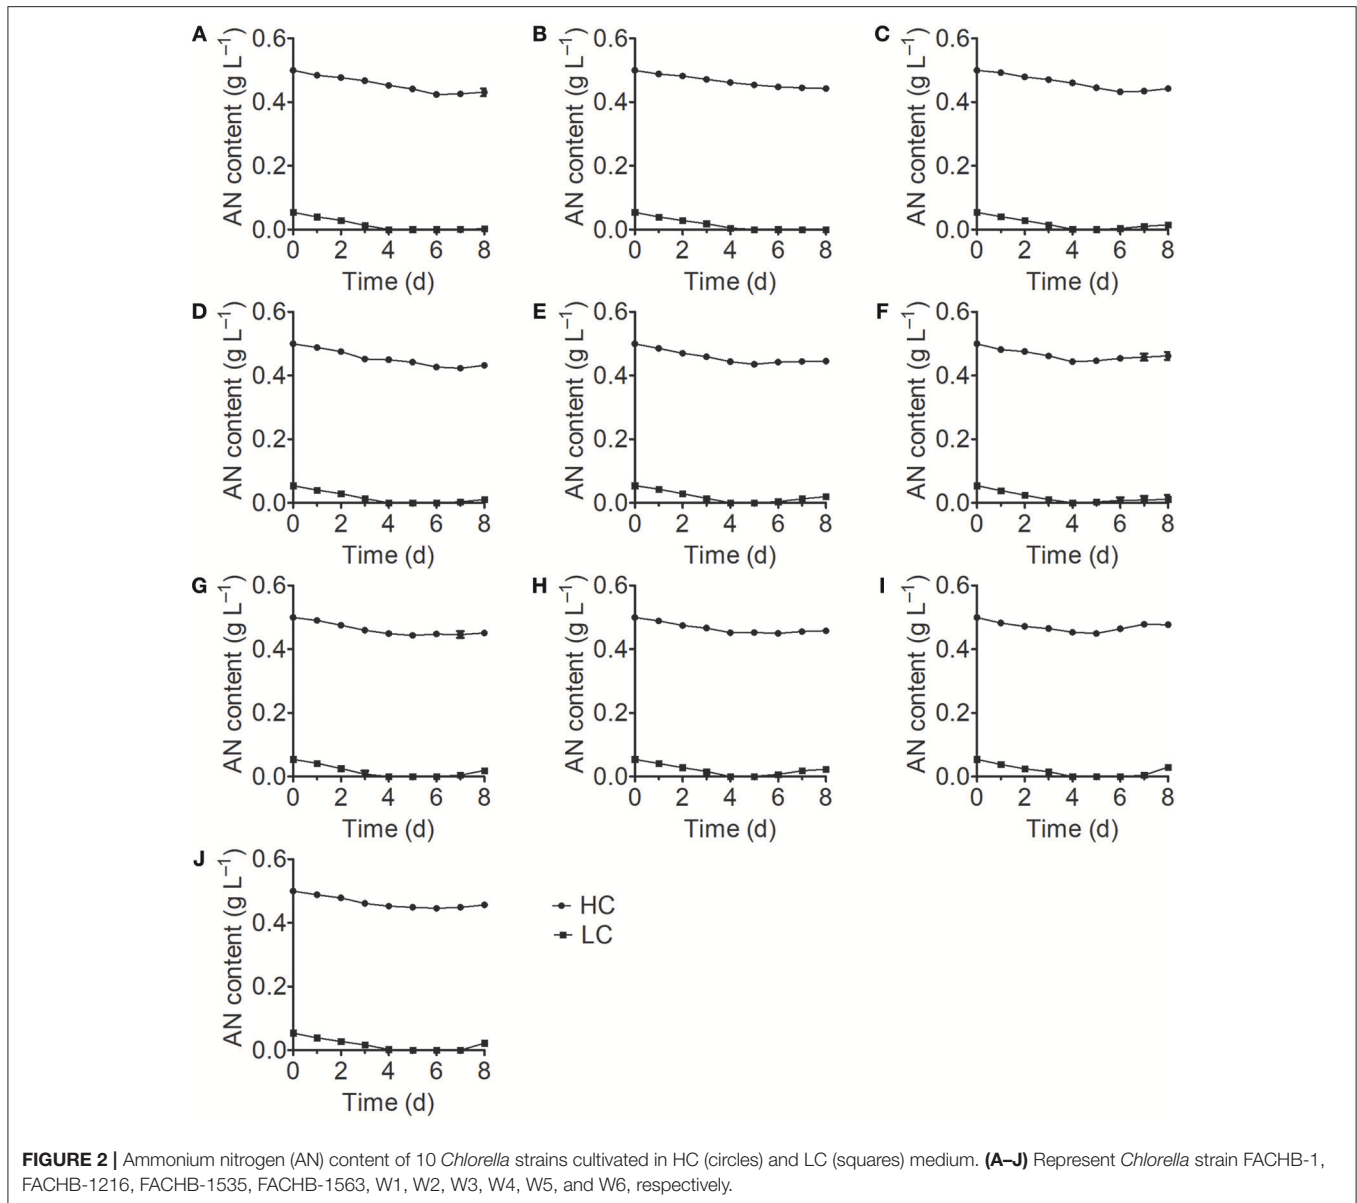 A B C
AN content (g L−1) AN content (g L−1) AN content (g L−1)
0.6 0.6 0.6
0.4 0.4 0.4
0.2 0.2 0.2
0.0 0.0 0.0
0 2 4 6 8 0 2 4 6 8 0 2 4 6 8
Time (d) Time (d) Time (d)
D E F
AN content (g L−1) AN content (g L−1) AN content (g L−1)
0.6 0.6 0.6
0.4 0.4 0.4
0.2 0.2 0.2
0.0 0.0 0.0
0 2 4 6 8 0 2 4 6 8 0 2 4 6 8
Time (d) Time (d) Time (d)
G H I
AN content (g L−1) AN content (g L−1) AN content (g L−1)
0.6 0.6 0.6
0.4 0.4 0.4
0.2 0.2 0.2
0.0 0.0 0.0
0 2 4 6 8 0 2 4 6 8 0 2 4 6 8
Time (d) Time (d) Time (d)
J
AN content (g L−1)
0.6
0.4
0.2
0.0
0 2 4 6 8
Time (d)
HC
LC
FIGURE 2 | Ammonium nitrogen (AN) content of 10 Chlorella strains cultivated in HC (circles) and LC (squares) medium. (A–J) Represent Chlorella strain FACHB-1,
FACHB-1216, FACHB-1535, FACHB-1563, W1, W2, W3, W4, W5, and W6, respectively.